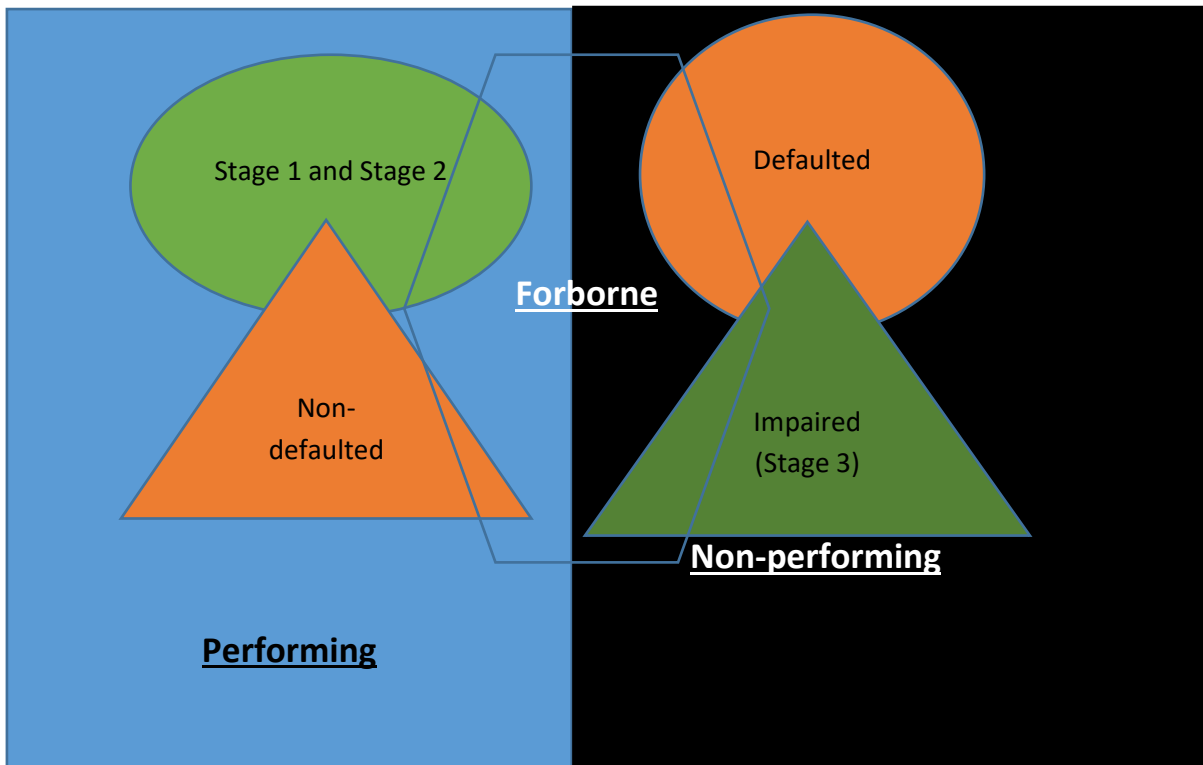 Stage 1 and Stage 2
Defaulted
Forborne
Non-
defaulted
Impaired
(Stage 3)
Non-performing
Performing